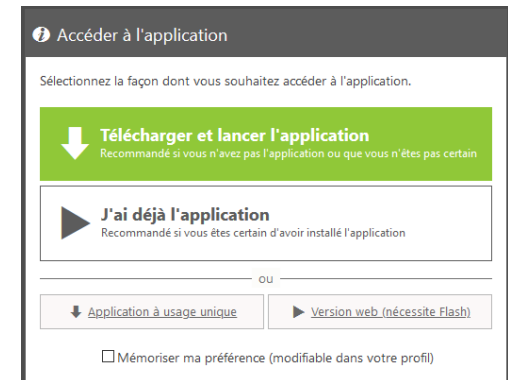 Accéder à l'application
Sélectionnez la façon dont vous souhaitez accéder à l'application.
Télécharger et lancer l'application
Recommandé si vous n'avez pas l'application ou que vous n'êtes pas certain
J'ai déjà l'application
Recommandé si vous êtes certain d'avoir installé l'application
ou
Application à usage unique
Version web (nécessite Flash)
Mémoriser ma préférence (modifiable dans votre profil)